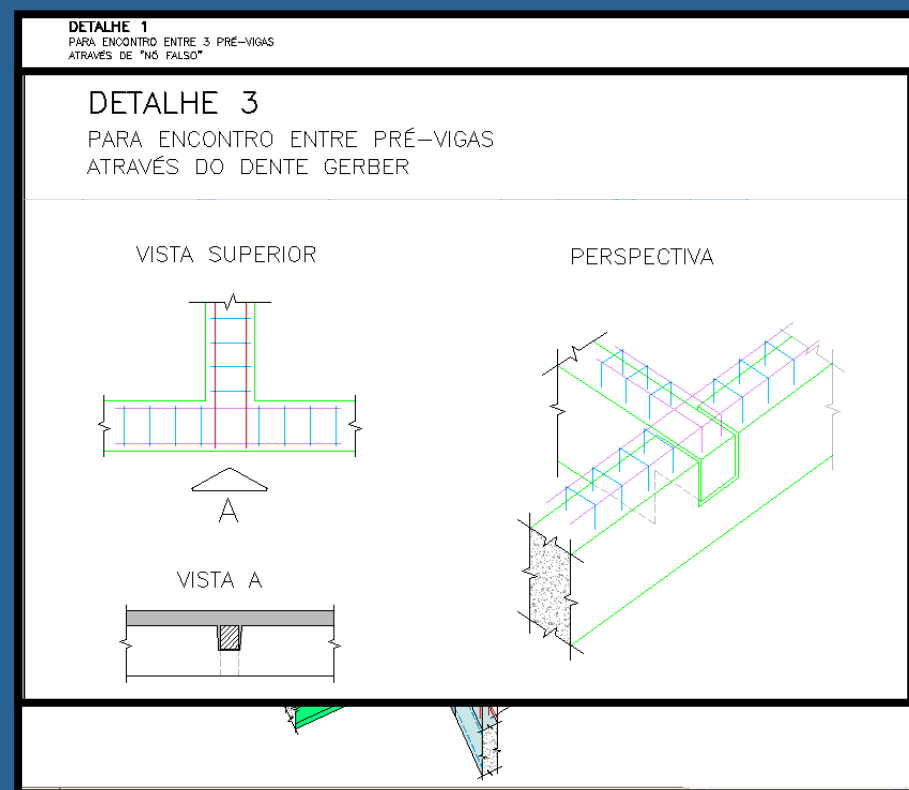 DETALHE 1
PARA ENCONTRO ENTRE 3 PRÉ-VIGAS
ATRAVÉS DE "NÓ FALSO"
DETALHE 3
PARA ENCONTRO ENTRE PRÉ-VIGAS
ATRAVÉS DO DENTE GERBER
VISTA SUPERIOR
PERSPECTIVA
A
VISTA A